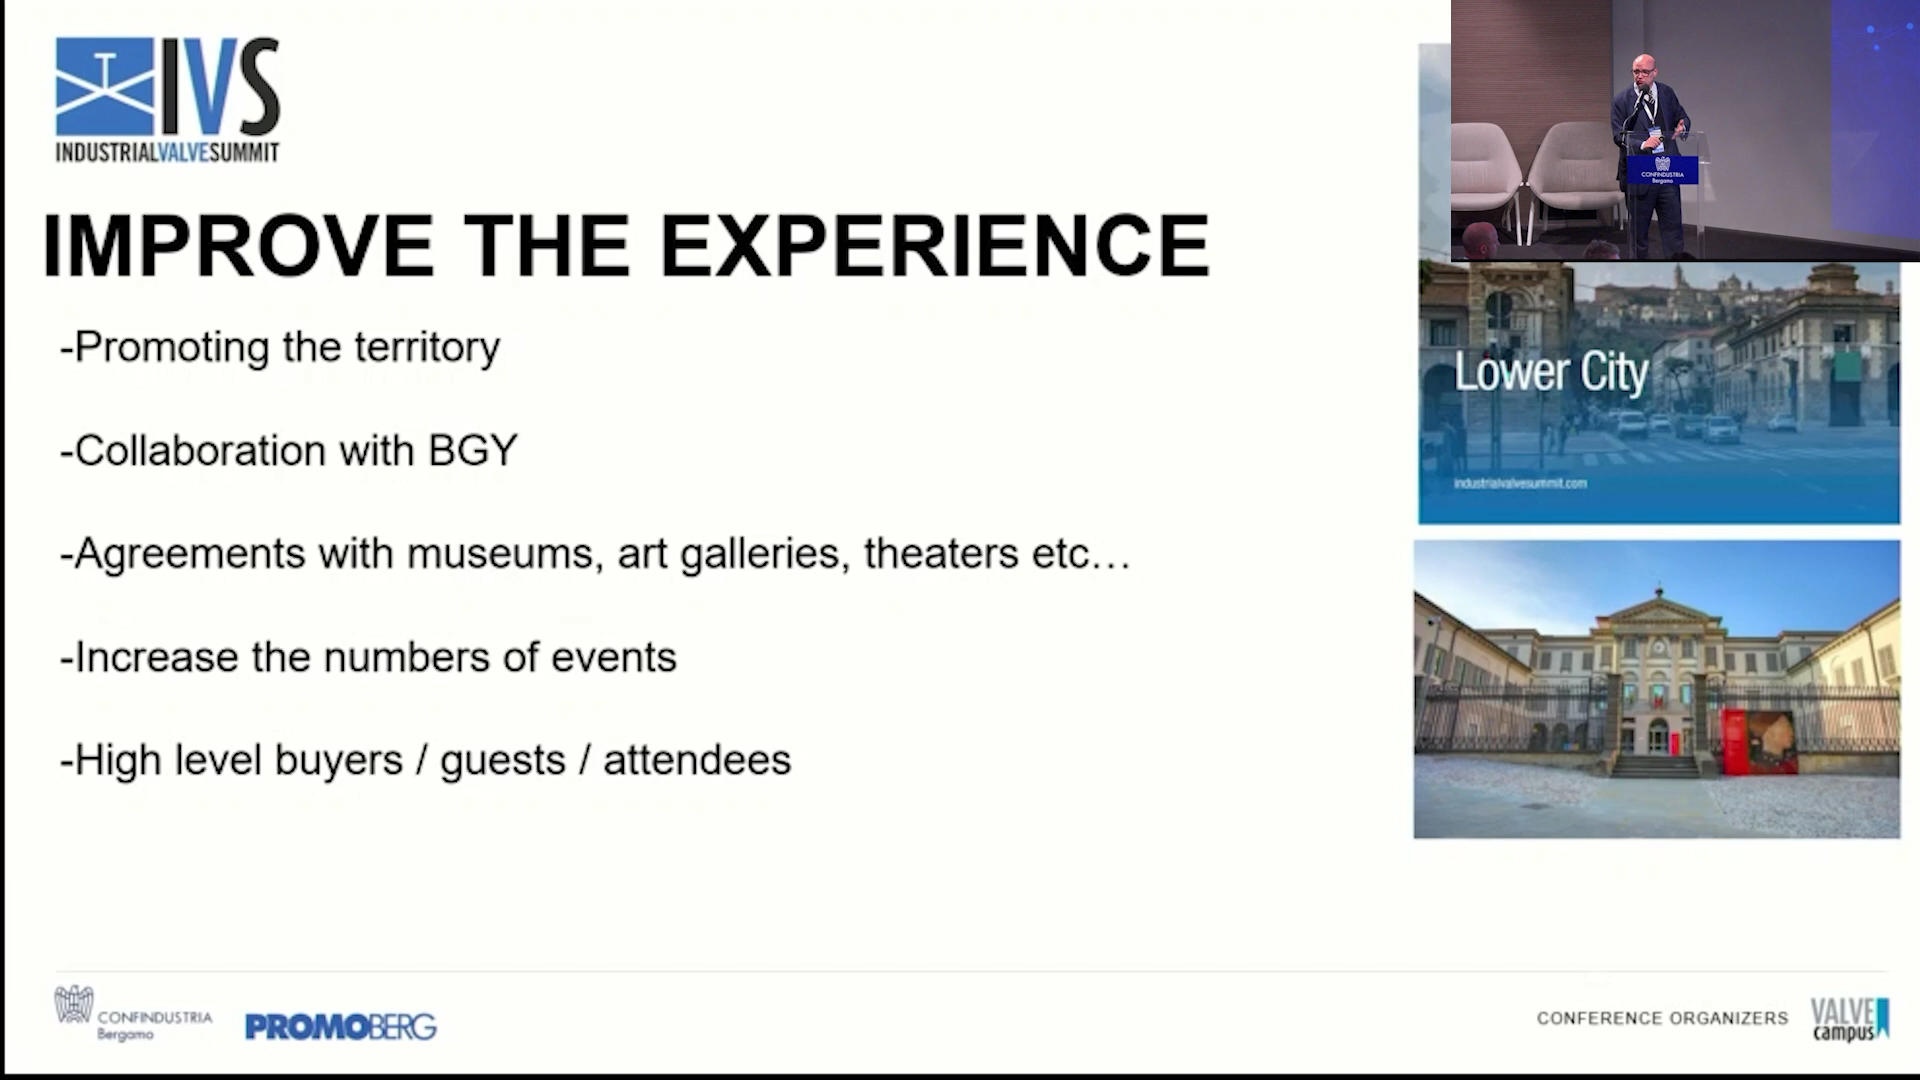 IVS
INDUSTRIALVALVESUMMIT
IMPROVE THE EXPERIENCE
-Promoting the territory
-Collaboration with BGY
-Agreements with museums, art galleries, theaters etc...
-Increase the numbers of events
-High level buyers / guests / attendees
CONFINDUSTRIA
Bergamo
Lower City
industrialvalvesummit.com
CONFINDUSTRIA
Bergamo
PROMOBERG
CONFERENCE ORGANIZERS
VALVE
campus